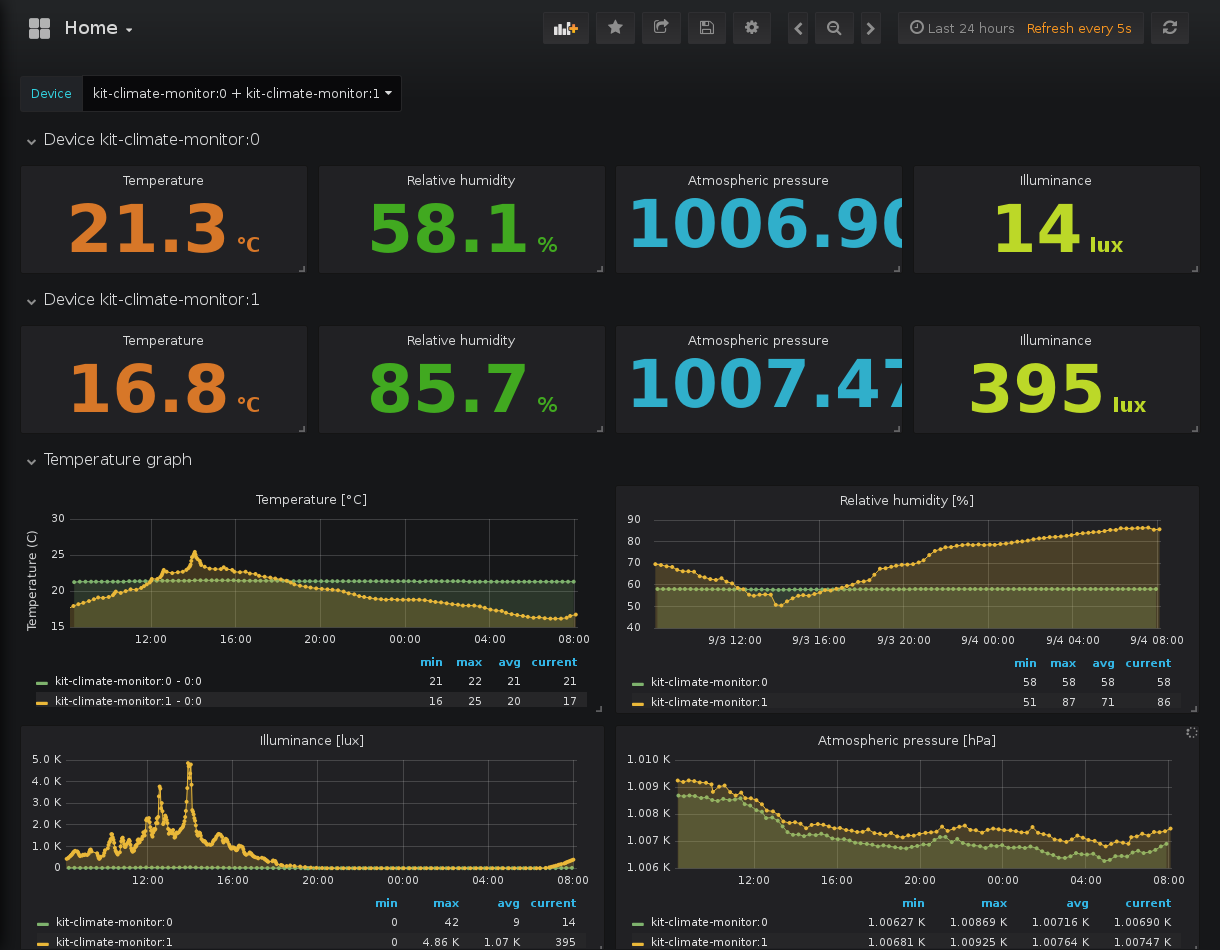 Home
Last 24 hours Refresh every 5s
Device kit-climate-monitor:0 + kit-climate-monitor:1
Device kit-climate-monitor:0
Temperature Relative humidity Atmospheric pressure Illuminance
21.3 °C 58.1 % 1006.90 14 lux
Device kit-climate-monitor:1
Temperature Relative humidity Atmospheric pressure Illuminance
16.8 °C 85.7 % 1007.47 395 lux
Temperature graph
Temperature [°C]
Temperature (C)
30
25
20
15
12:00 16:00 20:00 00:00 04:00 08:00
min max avg current
kit-climate-monitor:0 - 0:0 21 22 21 21
kit-climate-monitor:1 - 0:0 16 25 20 17
Relative humidity [%]
90
80
70
60
50
40
9/3 12:00 9/3 16:00 9/3 20:00 9/4 00:00 9/4 04:00 9/4 08:00
min max avg current
kit-climate-monitor:0 58 58 58 58
kit-climate-monitor:1 51 87 71 86
Illuminance [lux]
5.0 K
4.0 K
3.0 K
2.0 K
1.0 K
0
12:00 16:00 20:00 00:00 04:00 08:00
min max avg current
kit-climate-monitor:0 0 42 9 14
kit-climate-monitor:1 0 4.86 K 1.07 K 395
Atmospheric pressure [hPa]
1.010 K
1.009 K
1.008 K
1.007 K
1.006 K
12:00 16:00 20:00 00:00 04:00 08:00
min max avg current
kit-climate-monitor:0 1.00627 K 1.00869 K 1.00716 K 1.00690 K
kit-climate-monitor:1 1.00681 K 1.00925 K 1.00764 K 1.00747 K